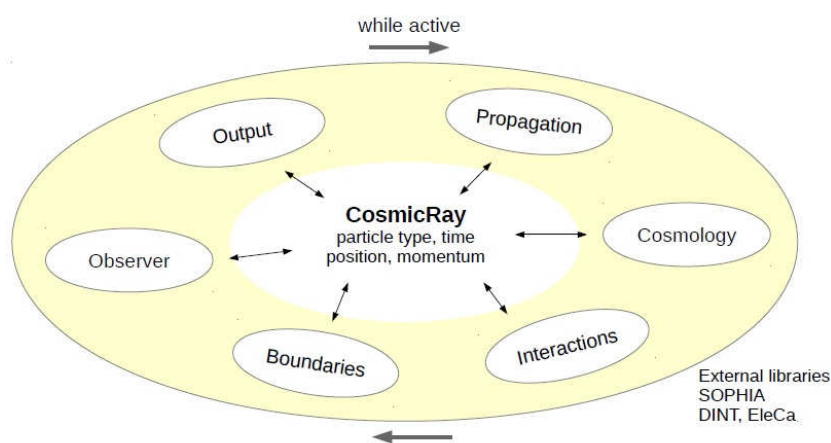 while active
Output
Propagation
CosmicRay
particle type, time
position, momentum
Observer
Cosmology
Boundaries
Interactions
External libraries
SOPHIA
DINT, EleCa